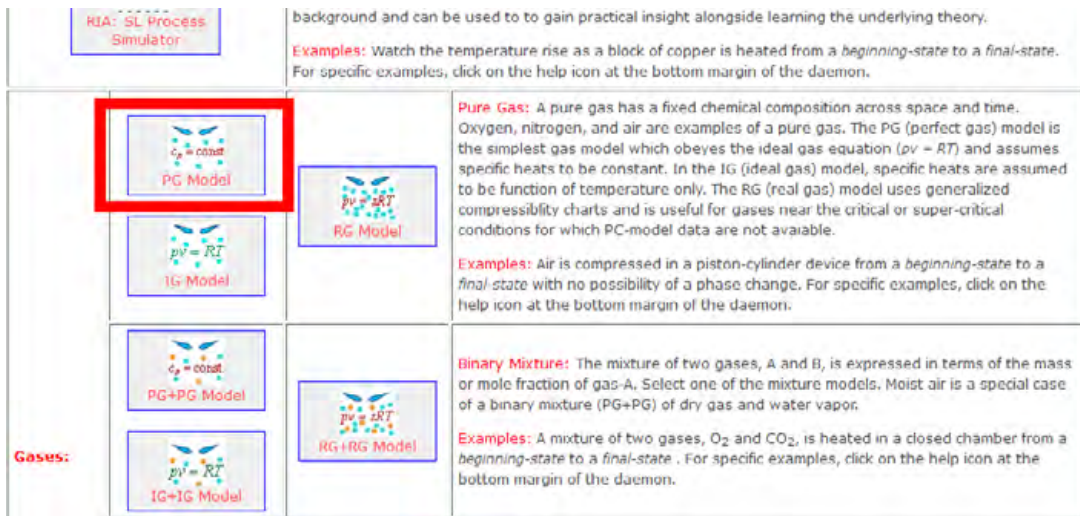 RIA: SL Process
Simulator
background and can be used to to gain practical insight alongside learning the underlying theory.
Examples: Watch the temperature rise as a block of copper is heated from a beginning-state to a final-state.
For specific examples, click on the help icon at the bottom margin of the daemon.
cp = const
PG Model
pv = RT
IG Model
pv = zRT
RG Model
Pure Gas: A pure gas has a fixed chemical composition across space and time.
Oxygen, nitrogen, and air are examples of a pure gas. The PG (perfect gas) model is
the simplest gas model which obeyes the ideal gas equation (pv = RT) and assumes
specific heats to be constant. In the IG (ideal gas) model, specific heats are assumed
to be function of temperature only. The RG (real gas) model uses generalized
compressiblity charts and is useful for gases near the critical or super-critical
conditions for which PC-model data are not avaiable.
Examples: Air is compressed in a piston-cylinder device from a beginning-state to a
final-state with no possibility of a phase change. For specific examples, click on the
help icon at the bottom margin of the daemon.
Gases:
cp = const
PG+PG Model
pv = RT
IG+IG Model
pv = zRT
RG+RG Model
Binary Mixture: The mixture of two gases, A and B, is expressed in terms of the mass
or mole fraction of gas-A. Select one of the mixture models. Moist air is a special case
of a binary mixture (PG+PG) of dry gas and water vapor.
Examples: A mixture of two gases, O2 and CO2, is heated in a closed chamber from a
beginning-state to a final-state . For specific examples, click on the help icon at the
bottom margin of the daemon.